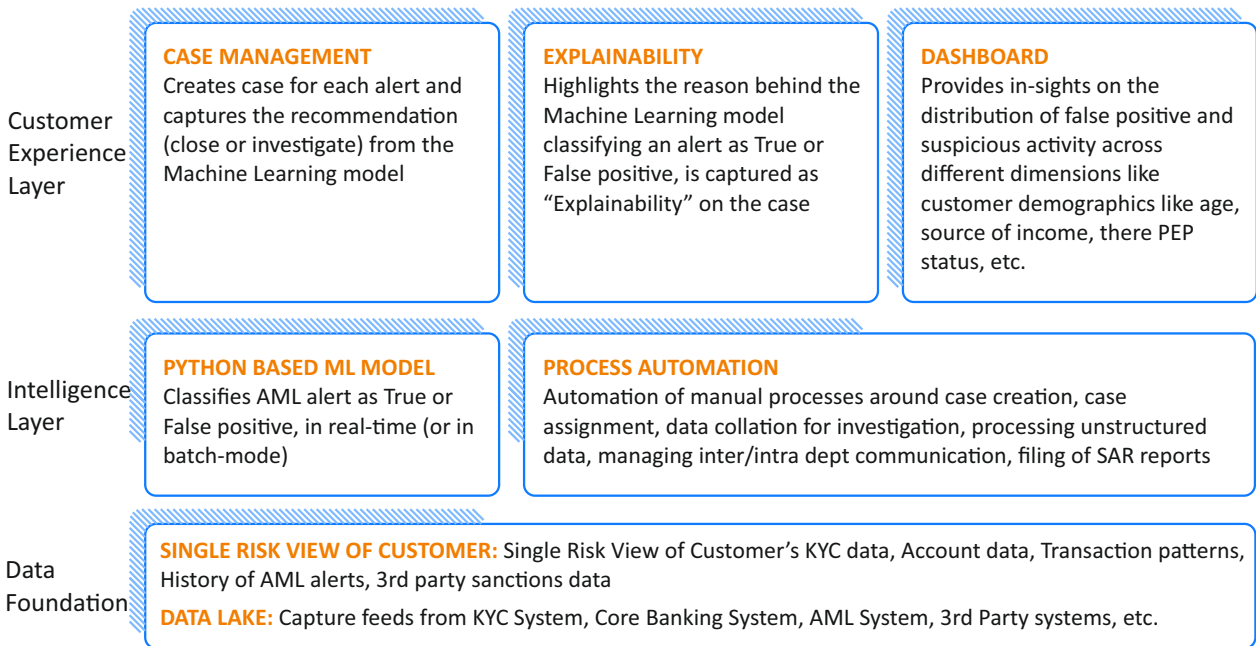 Customer
Experience
Layer
CASE MANAGEMENT
Creates case for each alert and
captures the recommendation
(close or investigate) from the
Machine Learning model
EXPLAINABILITY
Highlights the reason behind the
Machine Learning model
classifying an alert as True or
False positive, is captured as
“Explainability” on the case
DASHBOARD
Provides in-sights on the
distribution of false positive and
suspicious activity across
different dimensions like
customer demographics like age,
source of income, there PEP
status, etc.
Intelligence
Layer
PYTHON BASED ML MODEL
Classifies AML alert as True or
False positive, in real-time (or in
batch-mode)
PROCESS AUTOMATION
Automation of manual processes around case creation, case
assignment, data collation for investigation, processing unstructured
data, managing inter/intra dept communication, filing of SAR reports
Data
Foundation
SINGLE RISK VIEW OF CUSTOMER: Single Risk View of Customer’s KYC data, Account data, Transaction patterns,
History of AML alerts, 3rd party sanctions data
DATA LAKE: Capture feeds from KYC System, Core Banking System, AML System, 3rd Party systems, etc.